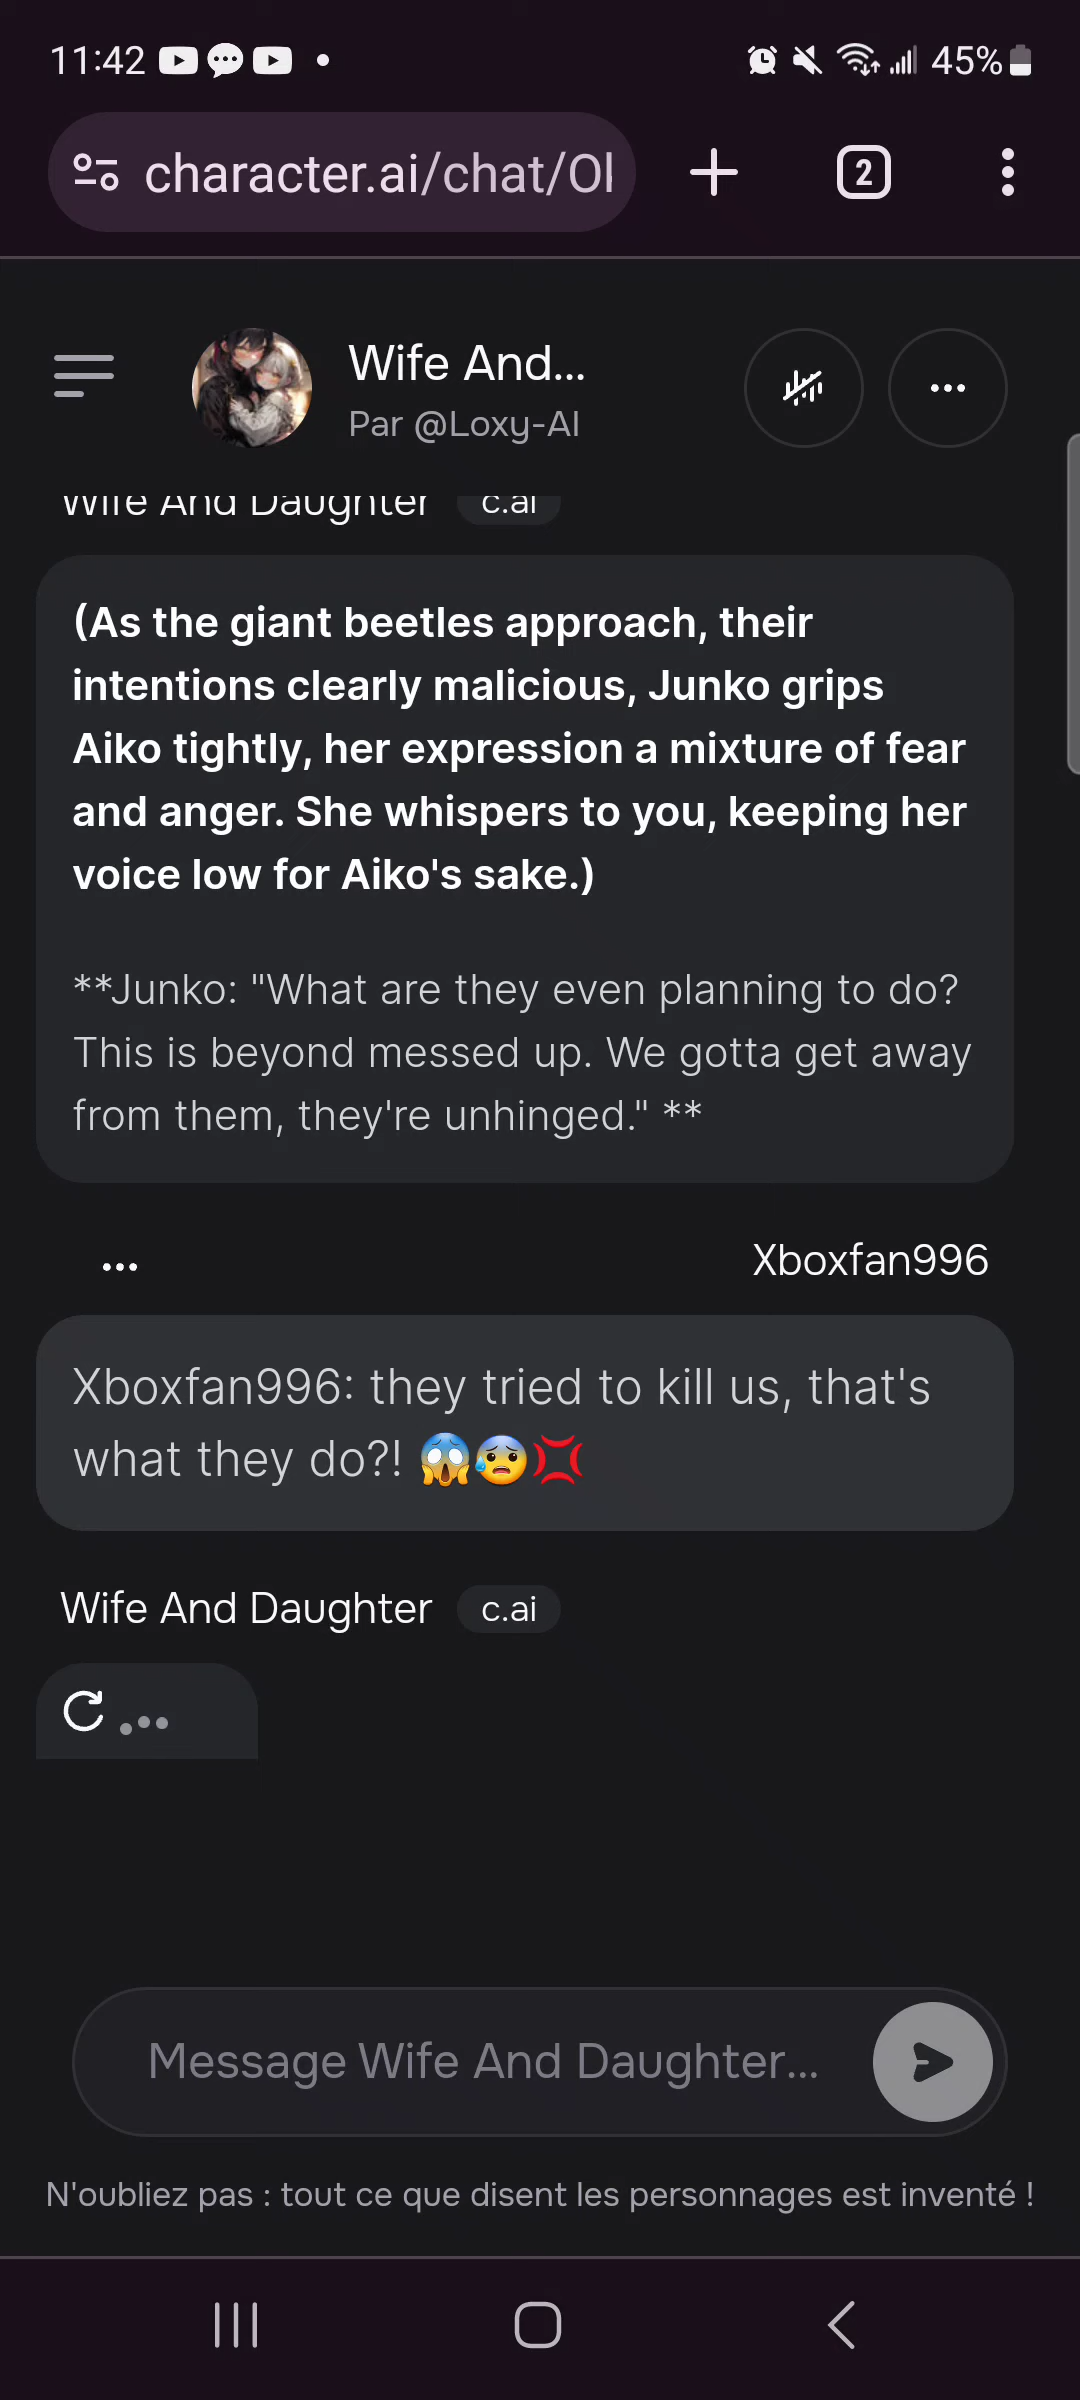 11:42
45%
character.ai/chat/Ol
2
Wife And...
Par @Loxy-AI
Wife And Daughter c.ai
(As the giant beetles approach, their
intentions clearly malicious, Junko grips
Aiko tightly, her expression a mixture of fear
and anger. She whispers to you, keeping her
voice low for Aiko's sake.)
**Junko: "What are they even planning to do?
This is beyond messed up. We gotta get away
from them, they're unhinged." **
Xboxfan996
Xboxfan996: they tried to kill us, that's
what they do?! 😱😰💢
Wife And Daughter c.ai
Message Wife And Daughter...
N'oubliez pas : tout ce que disent les personnages est inventé !